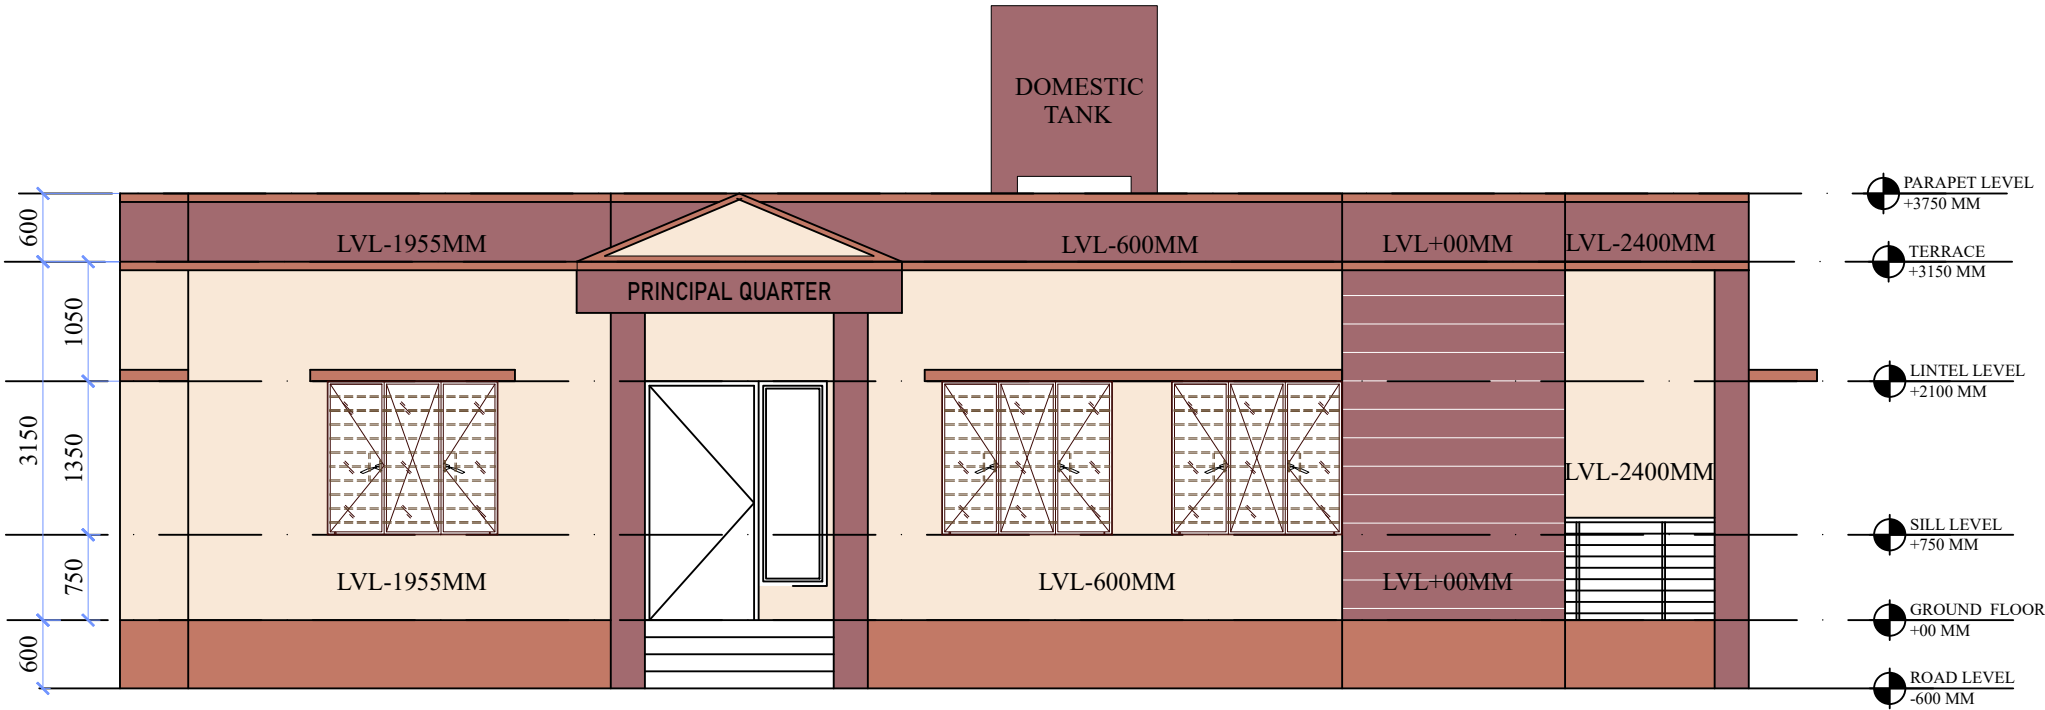 DOMESTIC
TANK
PARAPET LEVEL
+3750 MM
600
LVL-1955MM
LVL-600MM
LVL+00MM
LVL-2400MM
TERRACE
+3150 MM
PRINCIPAL QUARTER
1050
LINTEL LEVEL
+2100 MM
3150
1350
LVL-2400MM
SILL LEVEL
+750 MM
750
LVL-1955MM
LVL-600MM
LVL+00MM
GROUND FLOOR
+00 MM
600
ROAD LEVEL
-600 MM